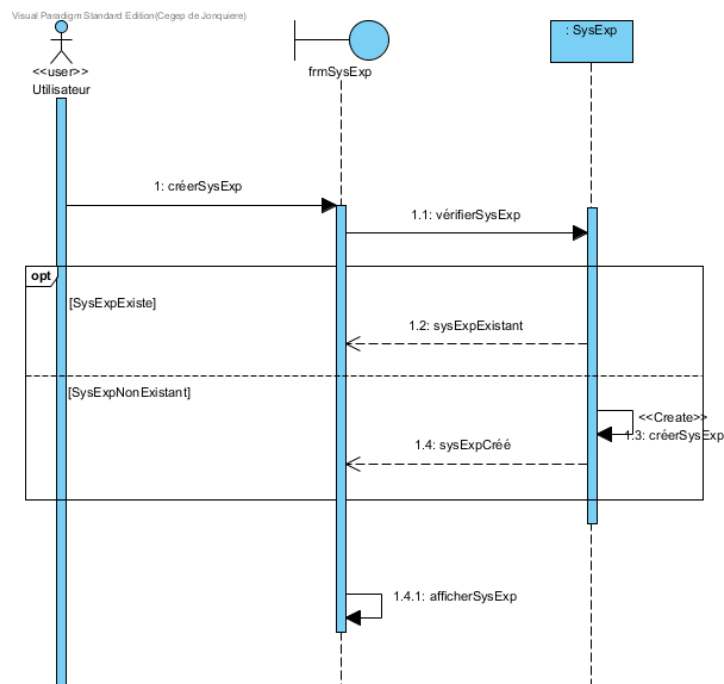 Visual Paradigm Standard Edition(Cegep de Jonquiere)
: SysExp
<<user>>
Utilisateur
frmSysExp
1: créerSysExp
1.1: vérifierSysExp
opt
[SysExpExiste]
1.2: sysExpExistant
[SysExpNonExistant]
<<Create>>
1.3: créerSysExp
1.4: sysExpCréé
1.4.1: afficherSysExp